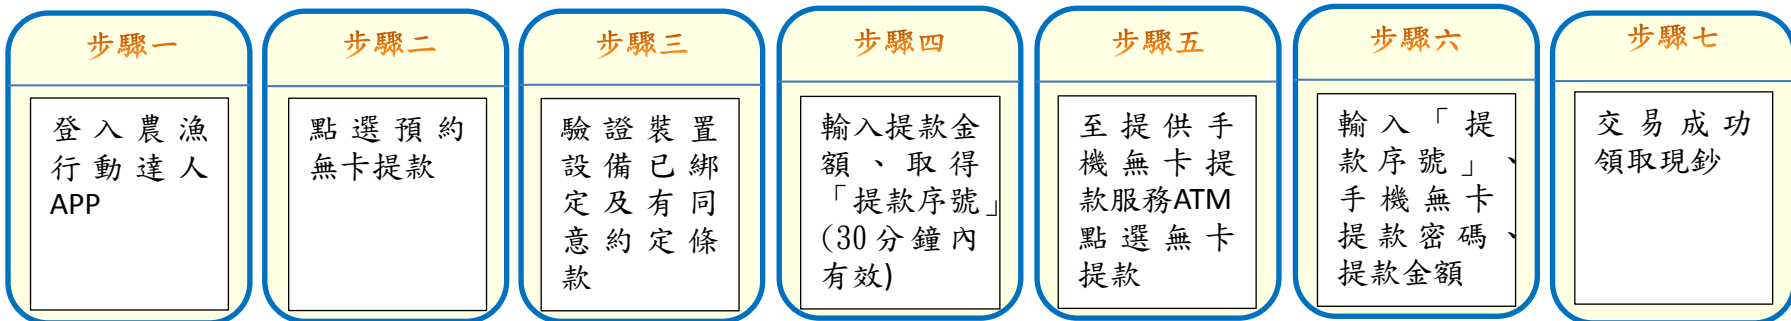 步驟一
登入農漁
行動達人
APP
步驟二
點選預約
無卡提款
步驟三
驗證裝置
設備已綁
定及有同
意約定條
款
步驟四
輸入提款金
額、取得
「提款序號」
(30分鐘內
有效)
步驟五
至提供手
機無卡提
款服務ATM
點選無卡
提款
步驟六
輸入「提
款序號」、
手機無卡
提款密碼、
提款金額
步驟七
交易成功
領取現鈔